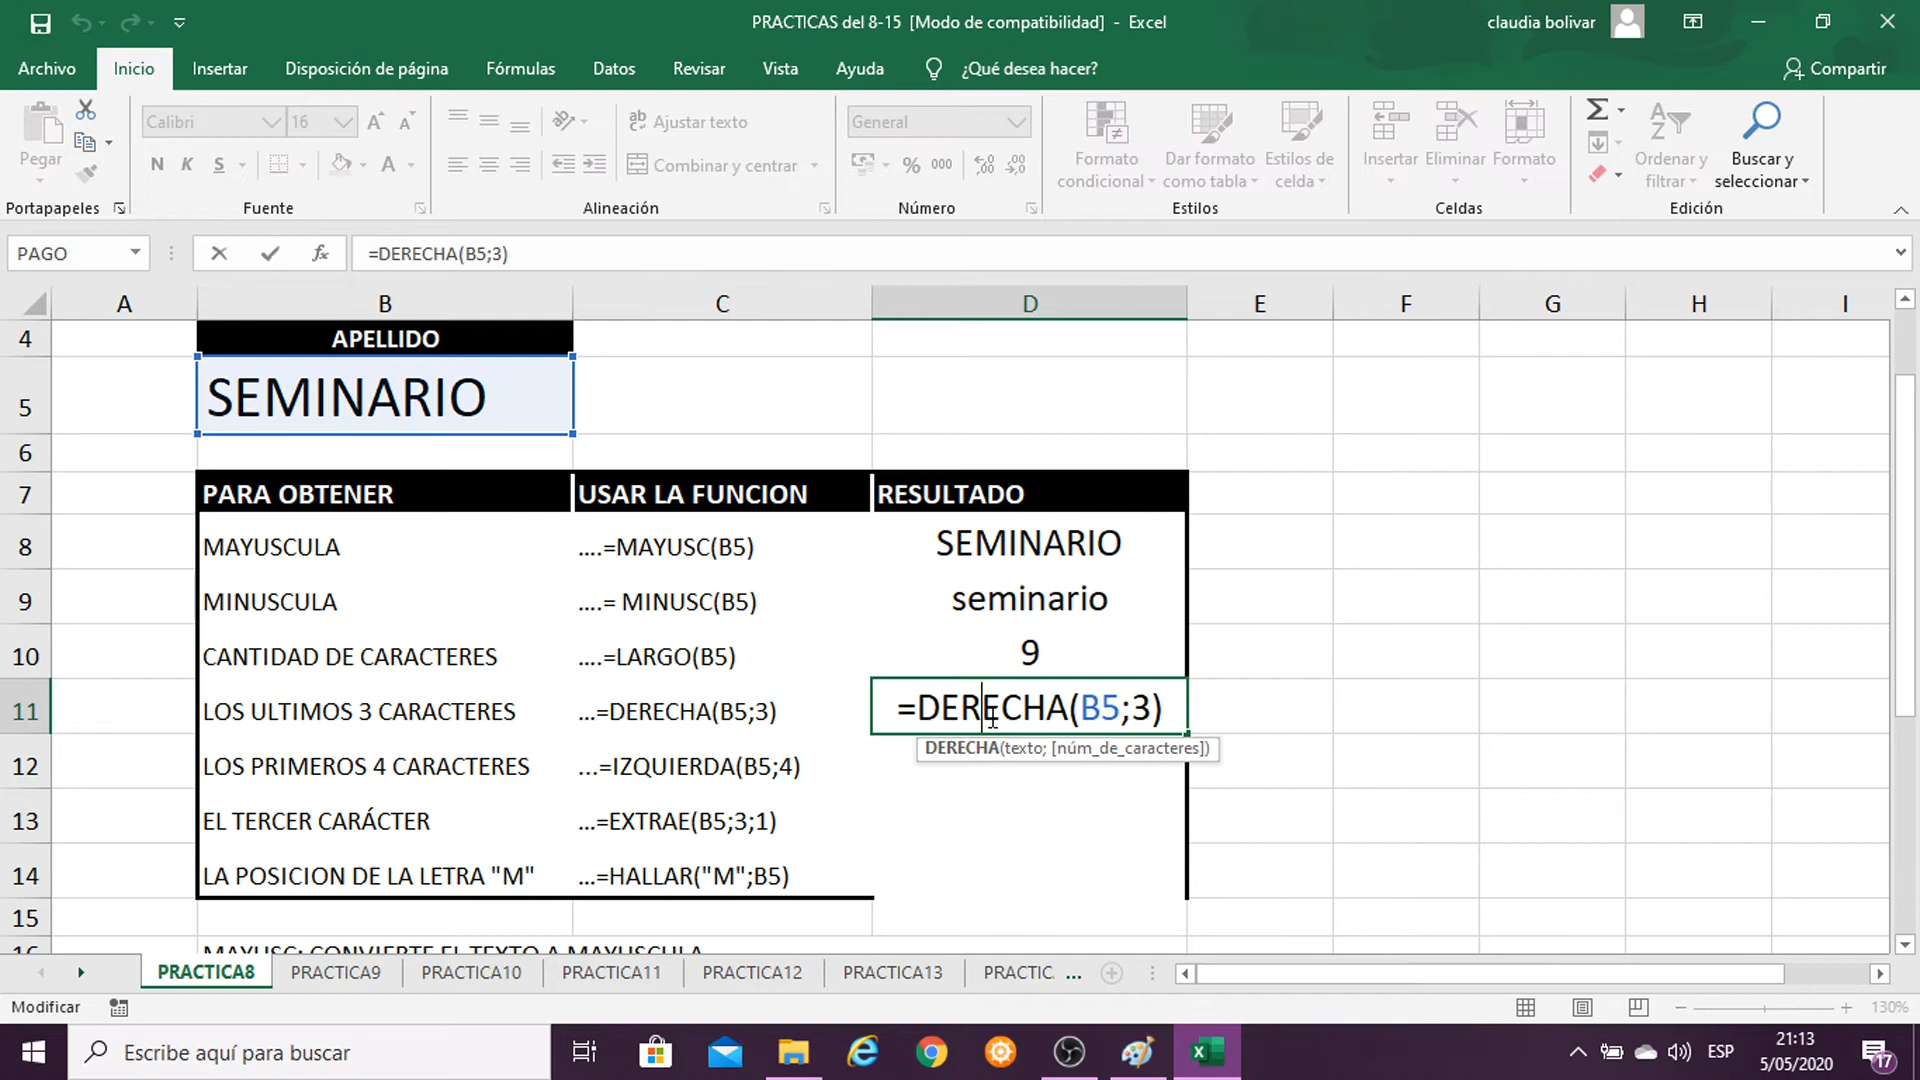 PRACTICAS del 8-15 [Modo de compatibilidad] - Excel
claudia bolivar
Archivo Inicio Insertar Disposición de página Fórmulas Datos Revisar Vista Ayuda ¿Qué desea hacer? Compartir
Pegar
Calibri 16
N K S A
Ajustar texto
Combinar y centrar
General
% 000
Formato condicional
Dar formato como tabla
Estilos de celda
Insertar Eliminar Formato
Ordenar y filtrar
Buscar y seleccionar
Portapapeles Fuente Alineación Número Estilos Celdas Edición
PAGO fx =DERECHA(B5;3)
A B C D E F G H I
4 APELLIDO
5 SEMINARIO
6
7 PARA OBTENER USAR LA FUNCION RESULTADO
8 MAYUSCULA ....=MAYUSC(B5) SEMINARIO
9 MINUSCULA ....= MINUSC(B5) seminario
10 CANTIDAD DE CARACTERES ....=LARGO(B5) 9
11 LOS ULTIMOS 3 CARACTERES ...=DERECHA(B5;3) =DERECHA(B5;3)
DERECHA(texto; [núm_de_caracteres])
12 LOS PRIMEROS 4 CARACTERES ...=IZQUIERDA(B5;4)
13 EL TERCER CARÁCTER ...=EXTRAE(B5;3;1)
14 LA POSICION DE LA LETRA "M" ...=HALLAR("M";B5)
15
16 MAYUSC: CONVIERTE EL TEXTO A MAYUSCULA
PRACTICA8 PRACTICA9 PRACTICA10 PRACTICA11 PRACTICA12 PRACTICA13 PRACTIC. ...
Modificar 130%
Escribe aquí para buscar
ESP
21:13
5/05/2020
17